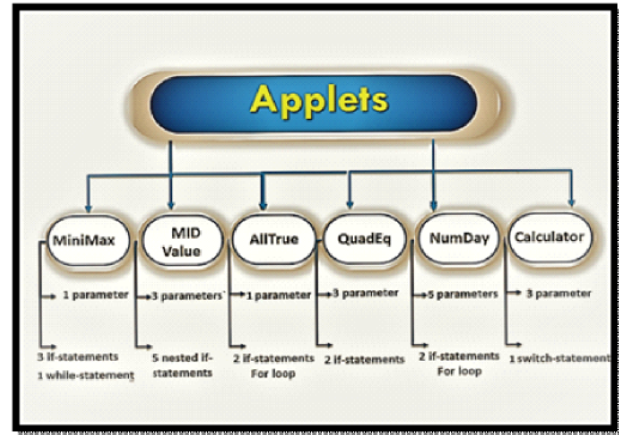 Applets
MiniMax
MID
Value
AllTrue
QuadEq
NumDay
Calculator
1 parameter
3 parameters`
1 parameter
3 parameter
5 parameters
3 parameter
3 if-statements
1 while-statement
5 nested if-
statements
2 if-statements
For loop
2 if-statements
2 if-statements
For loop
1 switch-statement